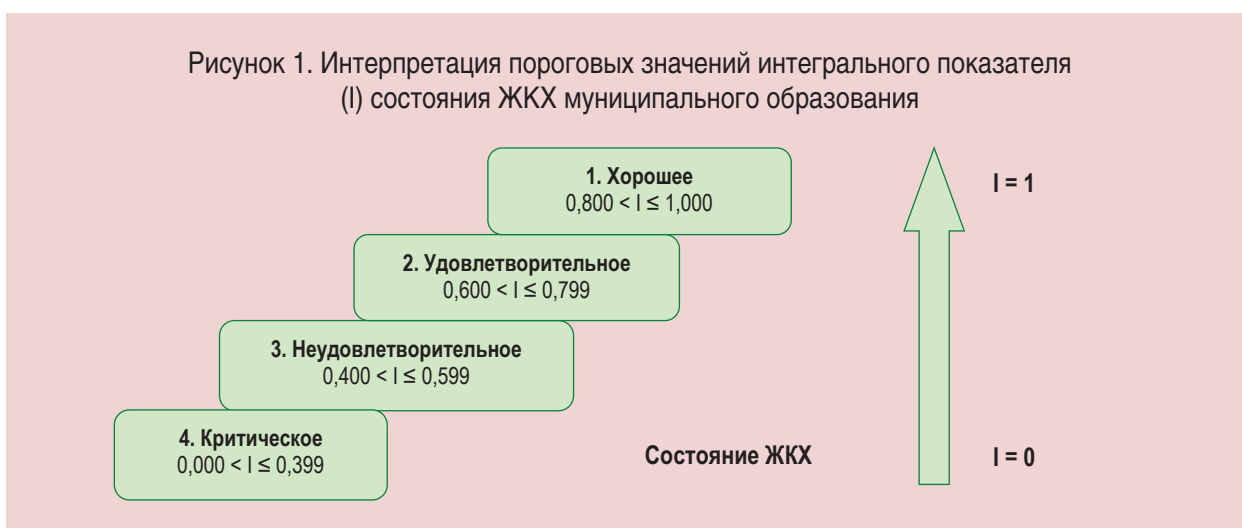 Рисунок 1. Интерпретация пороговых значений интегрального показателя
(I) состояния ЖКХ муниципального образования
1. Хорошее
0,800 < I ≤ 1,000
I = 1
2. Удовлетворительное
0,600 < I ≤ 0,799
3. Неудовлетворительное
0,400 < I ≤ 0,599
4. Критическое
0,000 < I ≤ 0,399
Состояние ЖКХ
I = 0